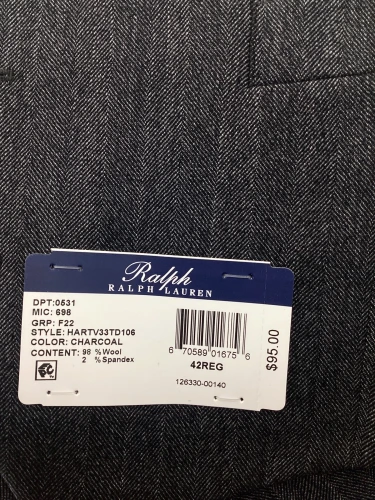 Ralph
RALPH LAUREN
DPT:0531
MIC: 698
GRP: F22
STYLE: HARTV33TD106
COLOR: CHARCOAL
CONTENT: 98 %Wool
2 %Spandex
6 70589 01675 6
42REG
126330-00140
$95.00